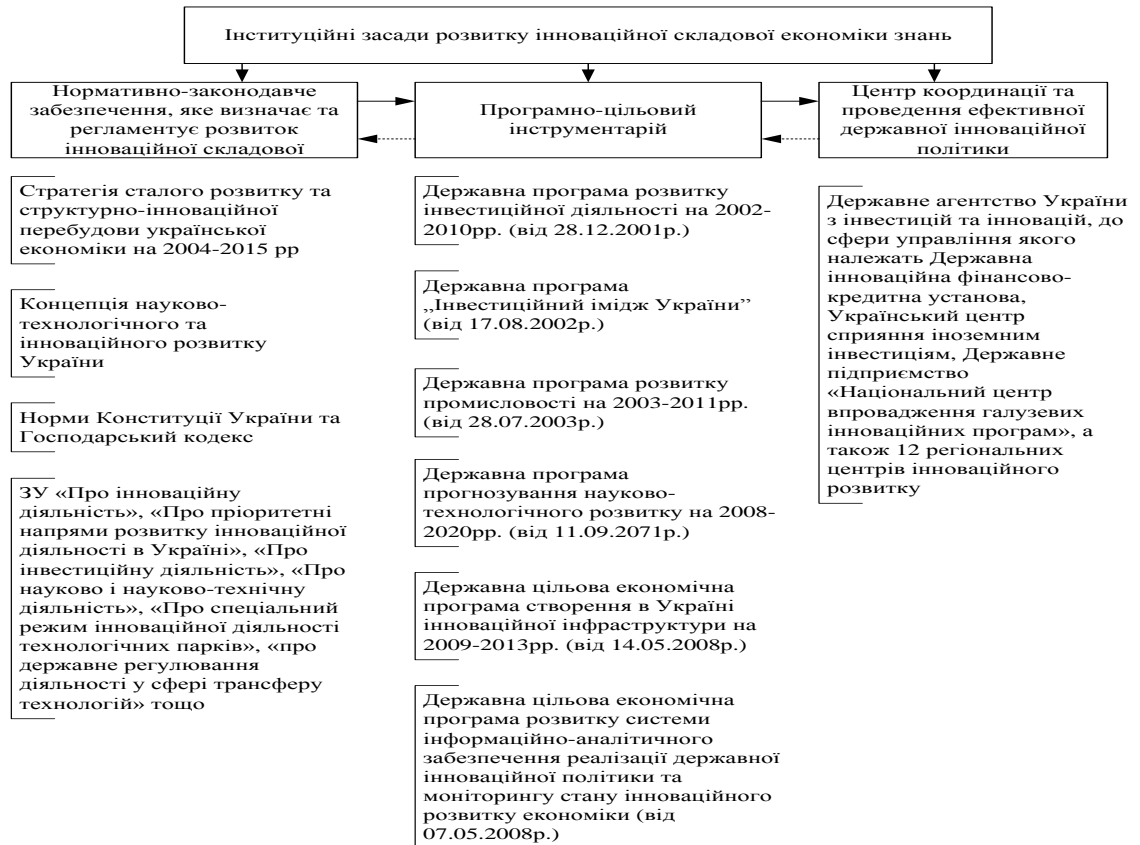 Інституційні засади розвитку інноваційної складової економіки знань
Нормативно-законодавче
забезпечення, яке визначає та
регламентує розвиток
інноваційної складової
Програмно-цільовий
інструментарій
Центр координації та
проведення ефективної
державної інноваційної
політики
Стратегія сталого розвитку та
структурно-інноваційної
перебудови української
економіки на 2004-2015 рр
Концепція науково-
технологічного та
інноваційного розвитку
України
Норми Конституції України та
Господарський кодекс
ЗУ «Про інноваційну
діяльність», «Про пріоритетні
напрями розвитку інноваційної
діяльності в Україні», «Про
інвестиційну діяльність», «Про
науково і науково-технічну
діяльність», «Про спеціальний
режим інноваційної діяльності
технологічних парків», «про
державне регулювання
діяльності у сфері трансферу
технологій» тощо
Державна програма розвитку
інвестиційної діяльності на 2002-
2010рр. (від 28.12.2001р.)
Державна програма
„Інвестиційний імідж України”
(від 17.08.2002р.)
Державна програма розвитку
промисловості на 2003-2011рр.
(від 28.07.2003р.)
Державна програма
прогнозування науково-
технологічного розвитку на 2008-
2020рр. (від 11.09.2071р.)
Державна цільова економічна
програма створення в Україні
інноваційної інфраструктури на
2009-2013рр. (від 14.05.2008р.)
Державна цільова економічна
програма розвитку системи
інформаційно-аналітичного
забезпечення реалізації державної
інноваційної політики та
моніторингу стану інноваційного
розвитку економіки (від
07.05.2008р.)
Державне агентство України
з інвестицій та інновацій, до
сфери управління якого
належать Державна
інноваційна фінансово-
кредитна установа,
Український центр
сприяння іноземним
інвестиціям, Державне
підприємство
«Національний центр
впровадження галузевих
інноваційних програм», а
також 12 регіональних
центрів інноваційного
розвитку